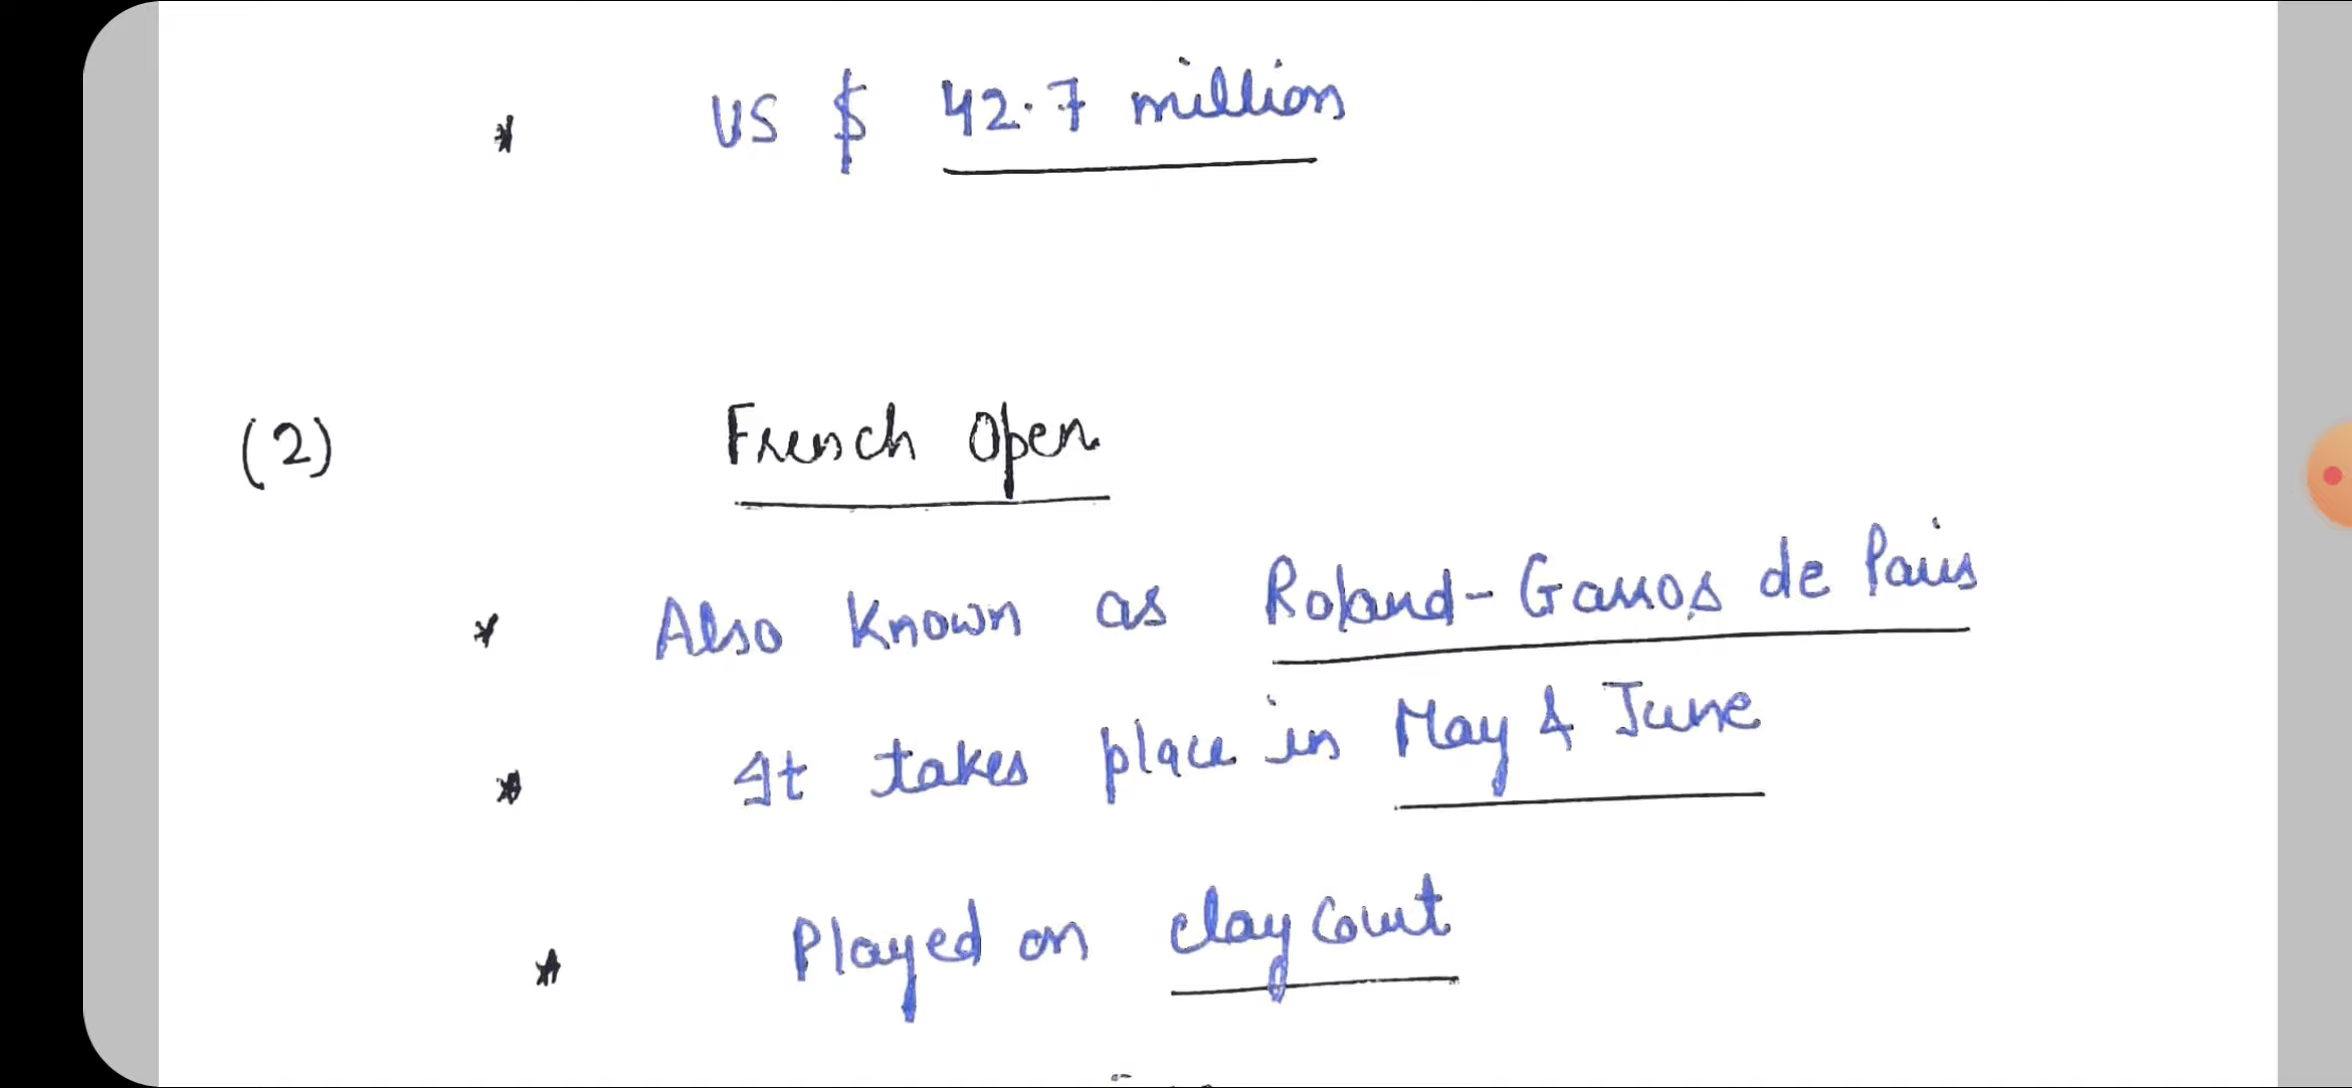 * US $ 42.7 million
(2) French Open
* Also Known as Roland-Garros de Paris
* It takes place in May & June
* Played on clay court